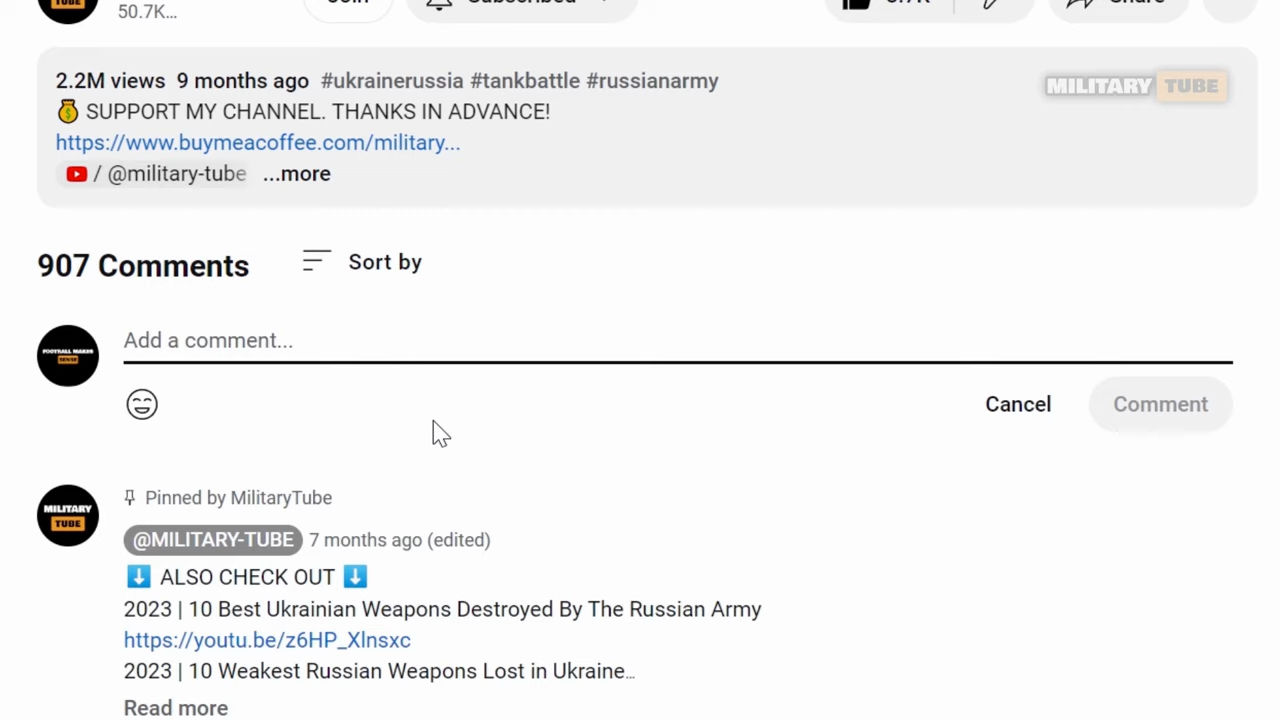 TUBE
50.7K...
Join
Subscribed
Share
2.2M views 9 months ago #ukrainerussia #tankbattle #russianarmy
MILITARY TUBE
💰 SUPPORT MY CHANNEL. THANKS IN ADVANCE!
https://www.buymeacoffee.com/military...
/ @military-tube ...more
907 Comments
Sort by
FOOTBALL MAKES
SENSE
Add a comment...
Cancel
Comment
MILITARY
TUBE
Pinned by MilitaryTube
@MILITARY-TUBE 7 months ago (edited)
⬇️ ALSO CHECK OUT ⬇️
2023 | 10 Best Ukrainian Weapons Destroyed By The Russian Army
https://youtu.be/z6HP_Xlnsxc
2023 | 10 Weakest Russian Weapons Lost in Ukraine…
Read more